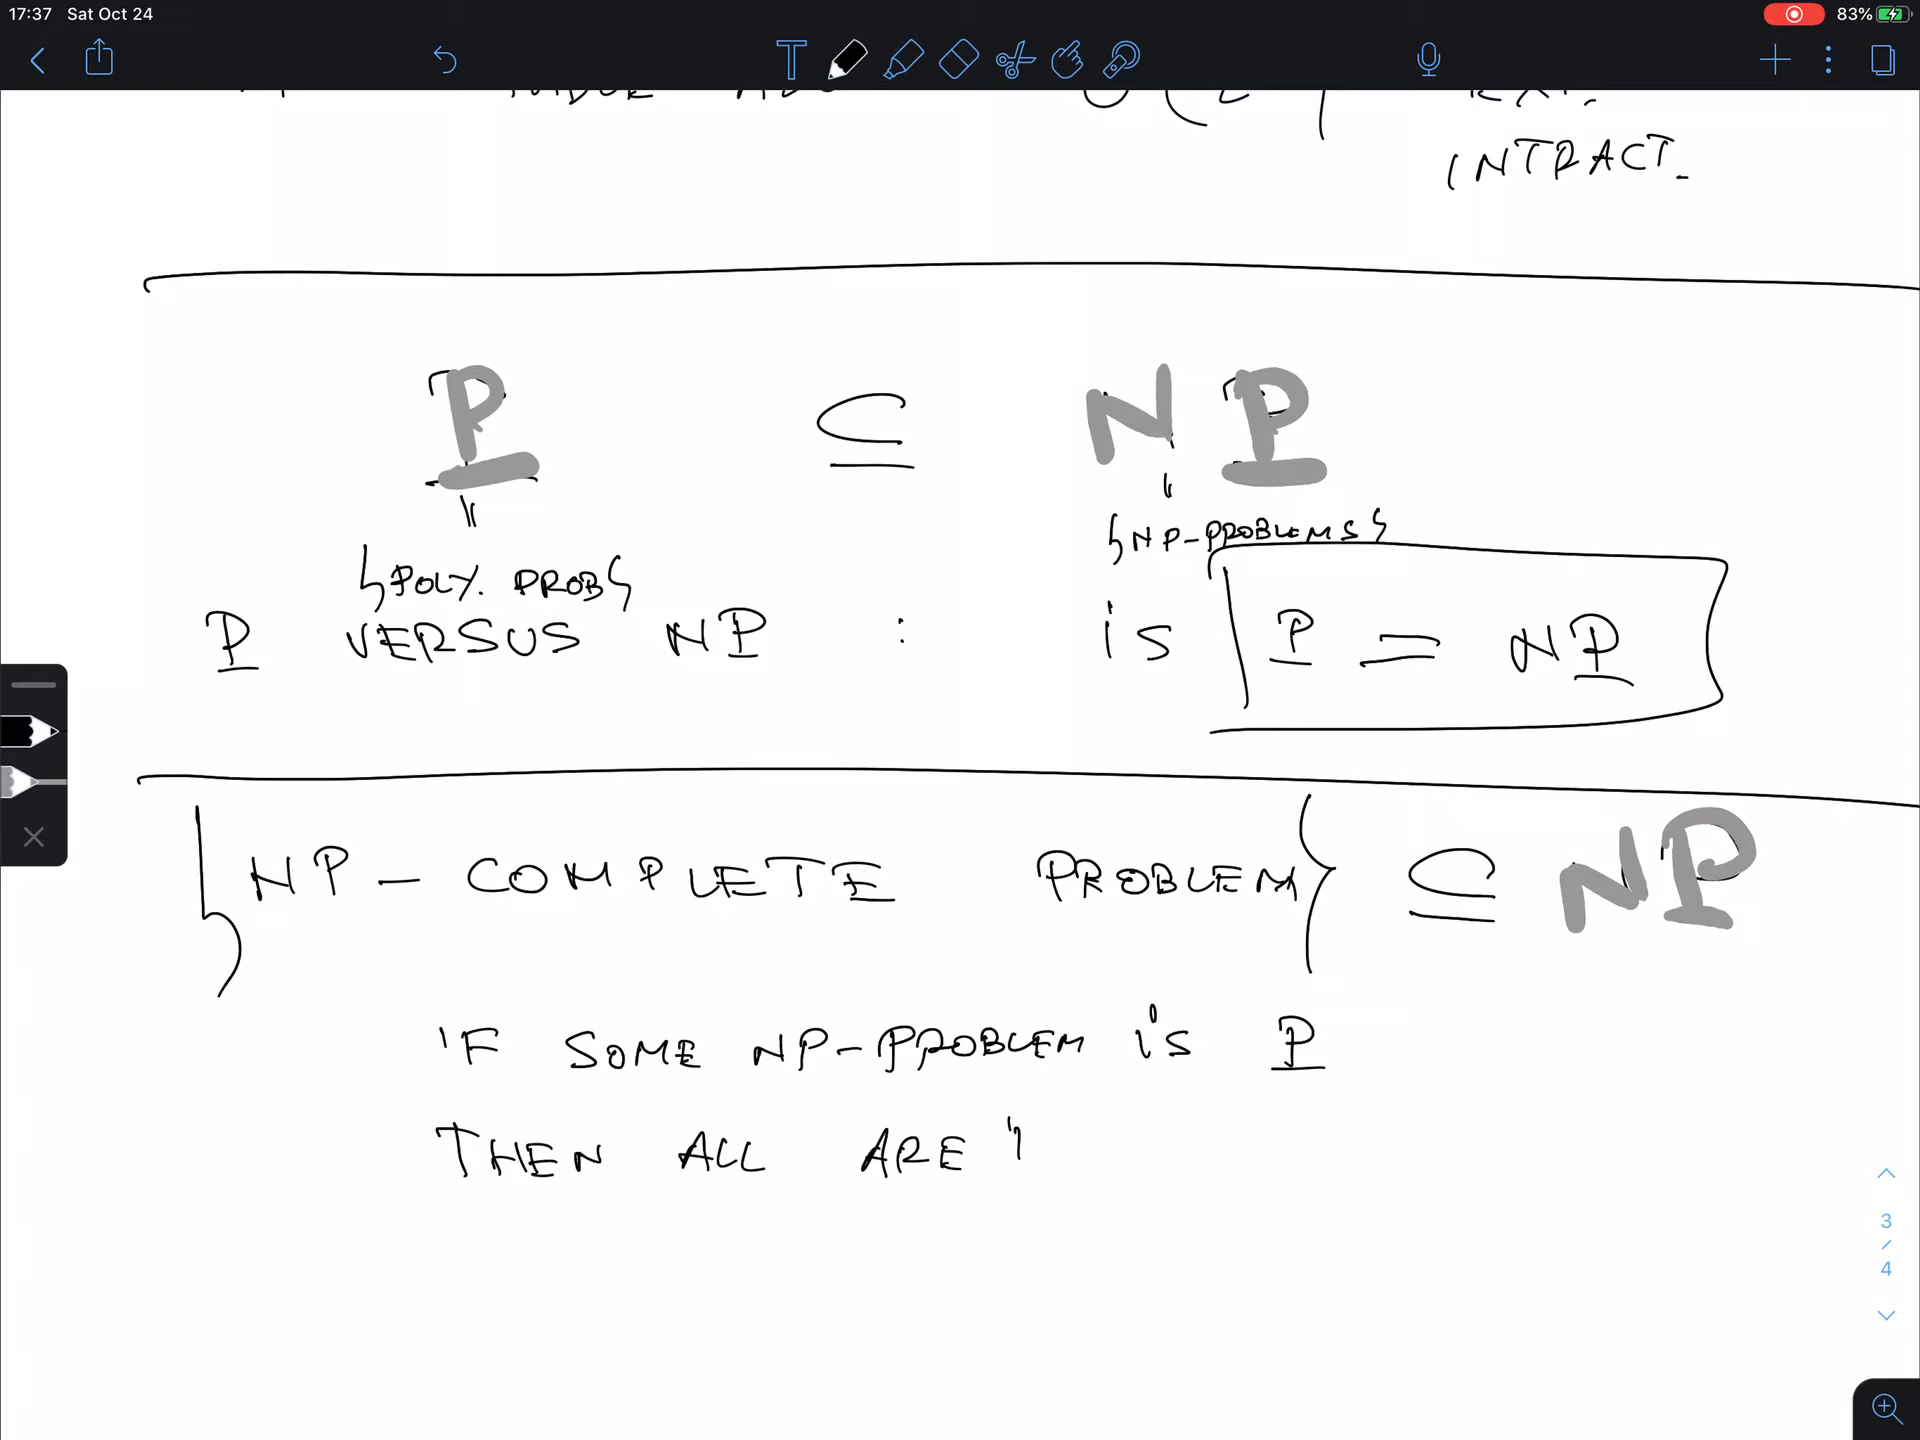 17:37 Sat Oct 24
83%
T
INTRACT.
P ⊆ NP
{NP-PROBLEMS}
{POLY. PROB}
P VERSUS NP : is P = NP
{NP-COMPLETE PROBLEM} ⊆ NP
IF SOME NP-PROBLEM is P
THEN ALL ARE
3
/
4